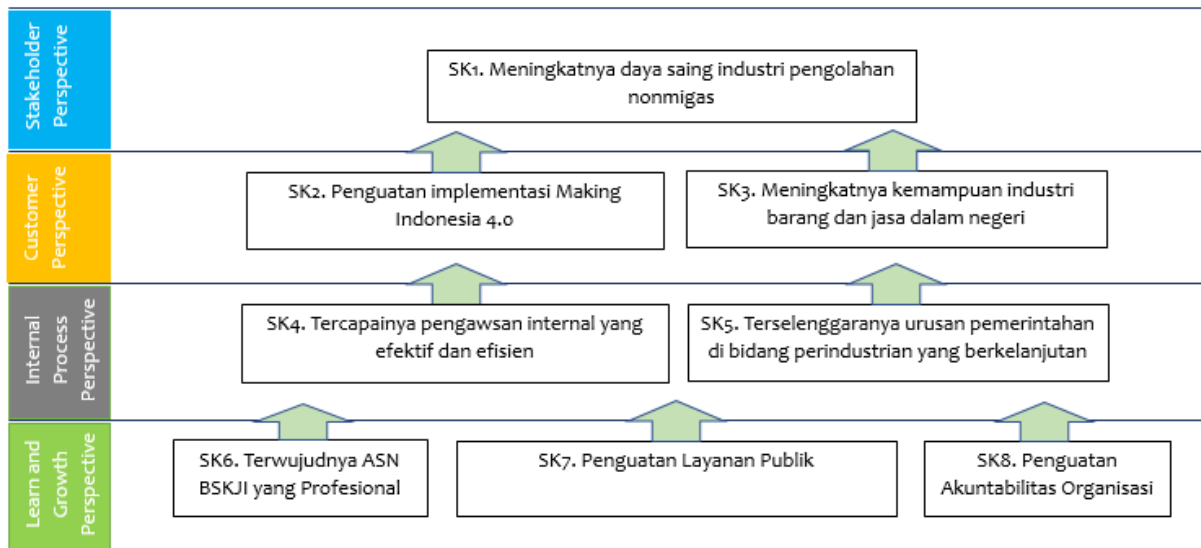 Stakeholder
Perspective
SK1. Meningkatnya daya saing industri pengolahan
nonmigas
Customer
Perspective
SK2. Penguatan implementasi Making
Indonesia 4.0
SK3. Meningkatnya kemampuan industri
barang dan jasa dalam negeri
Internal
Process
Perspective
SK4. Tercapainya pengawsan internal yang
efektif dan efisien
SK5. Terselenggaranya urusan pemerintahan
di bidang perindustrian yang berkelanjutan
Learn and
Growth
Perspective
SK6. Terwujudnya ASN
BSKJI yang Profesional
SK7. Penguatan Layanan Publik
SK8. Penguatan
Akuntabilitas Organisasi